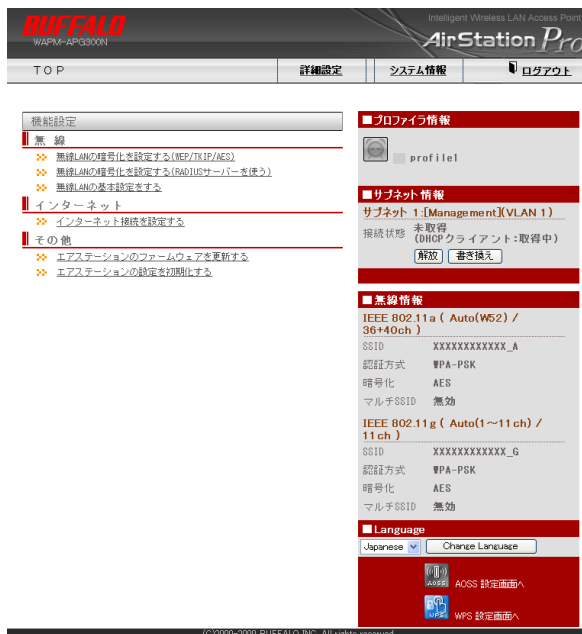 BUFFALO
WAPM-APG300N
Intelligent Wireless LAN Access Point
AirStation Pro
TOP
詳細設定
システム情報
ログアウト
機能設定
無 線
無線LANの暗号化を設定する(WEP/TKIP/AES)
無線LANの暗号化を設定する(RADIUSサーバーを使う)
無線LANの基本設定をする
インターネット
インターネット接続を設定する
その他
エアステーションのファームウェアを更新する
エアステーションの設定を初期化する
■プロファイラ情報
profile1
■サブネット情報
サブネット 1:[Management](VLAN 1)
接続状態 未取得
(DHCPクライアント:取得中)
解放 書き換え
■無線情報
IEEE 802.11a ( Auto(W52) /
36+40ch )
SSID XXXXXXXXXXXX_A
認証方式 WPA-PSK
暗号化 AES
マルチSSID 無効
IEEE 802.11g ( Auto(1～11ch) /
11ch )
SSID XXXXXXXXXXXX_G
認証方式 WPA-PSK
暗号化 AES
マルチSSID 無効
■Language
Japanese Change Language
AOSS AOSS 設定画面へ
WPS WPS 設定画面へ
(C)2000-2009 BUFFALO INC. All rights reserved.